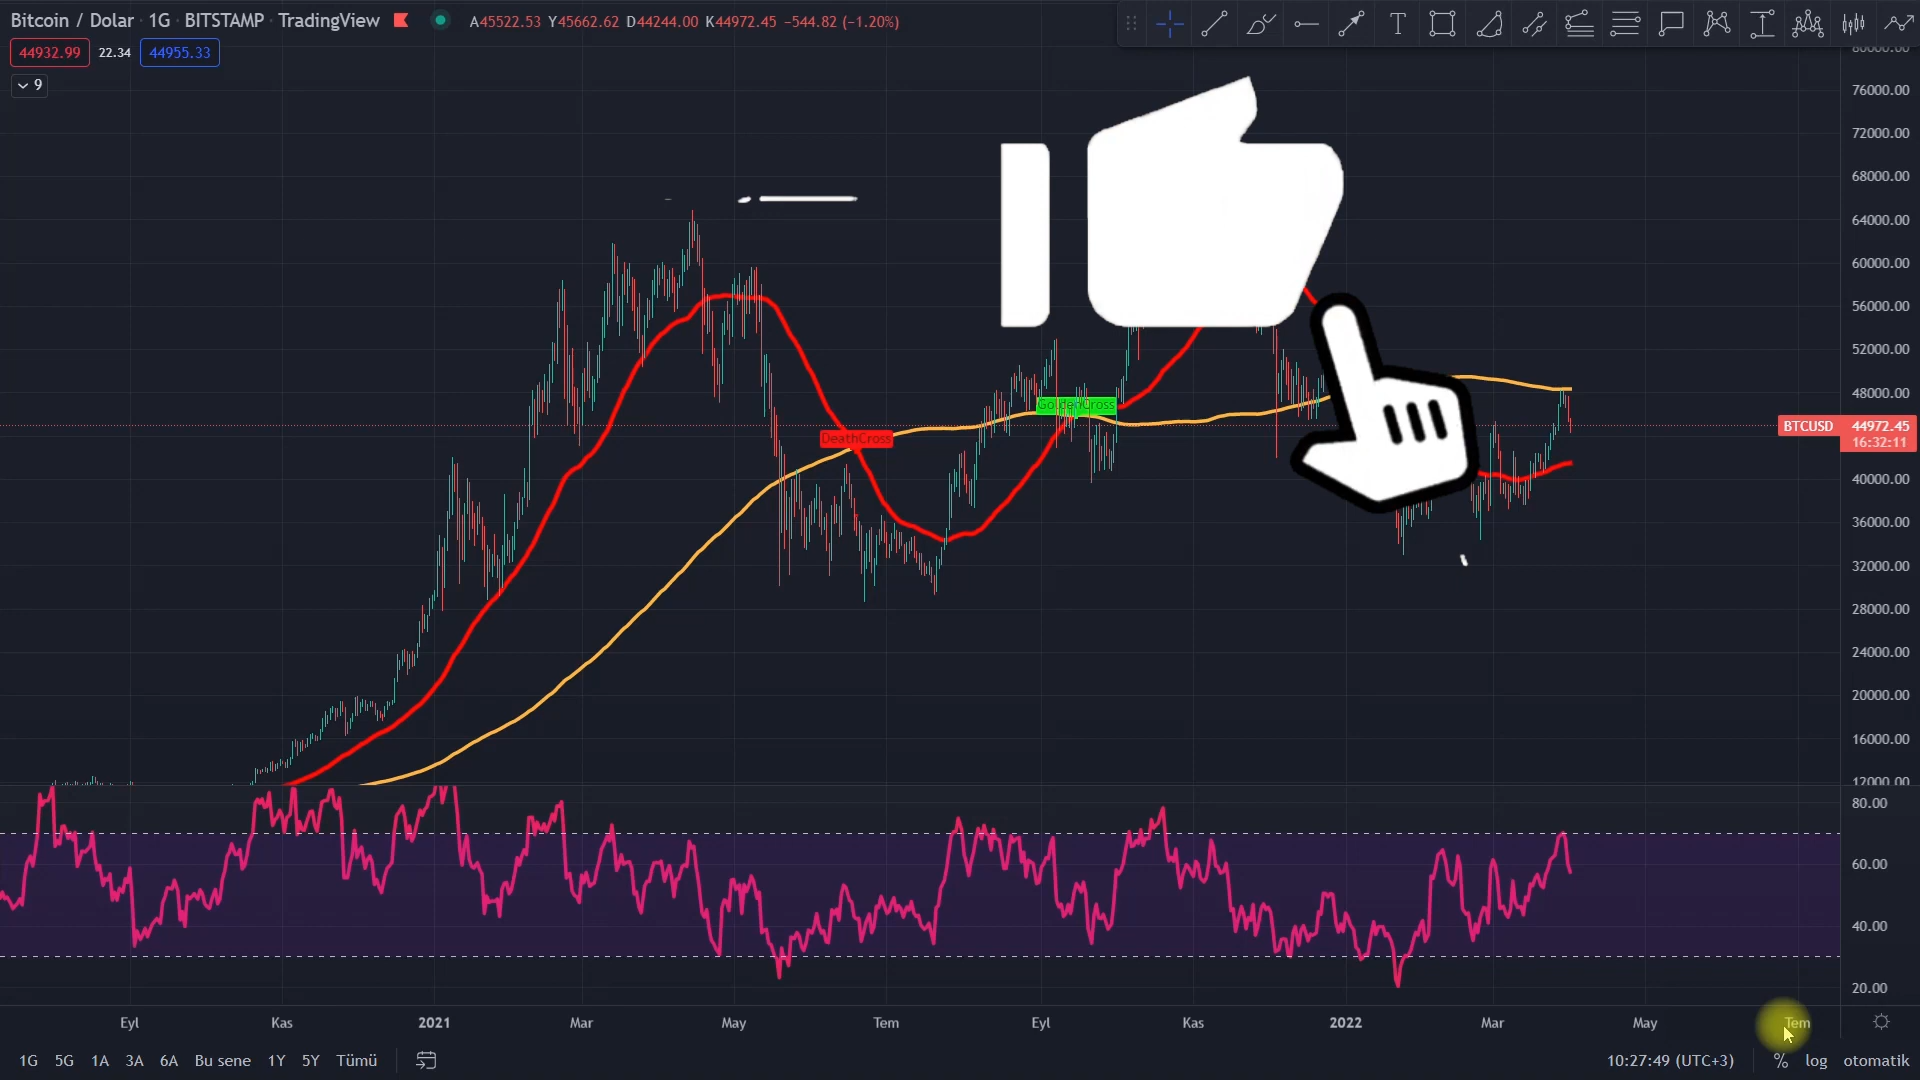 Bitcoin / Dolar · 1G · BITSTAMP · TradingView A45522.53 Y45662.62 D44244.00 K44972.45 −544.82 (−1.20%)
44932.99 22.34 44955.33
9
T
80000.00
76000.00
72000.00
68000.00
64000.00
60000.00
56000.00
52000.00
48000.00
GoldenCross
BTCUSD 44972.45
16:32:11
DeathCross
40000.00
36000.00
32000.00
28000.00
24000.00
20000.00
16000.00
12000.00
80.00
60.00
40.00
20.00
Eyl Kas 2021 Mar May Tem Eyl Kas 2022 Mar May Tem
1G 5G 1A 3A 6A Bu sene 1Y 5Y Tümü 10:27:49 (UTC+3) % log otomatik